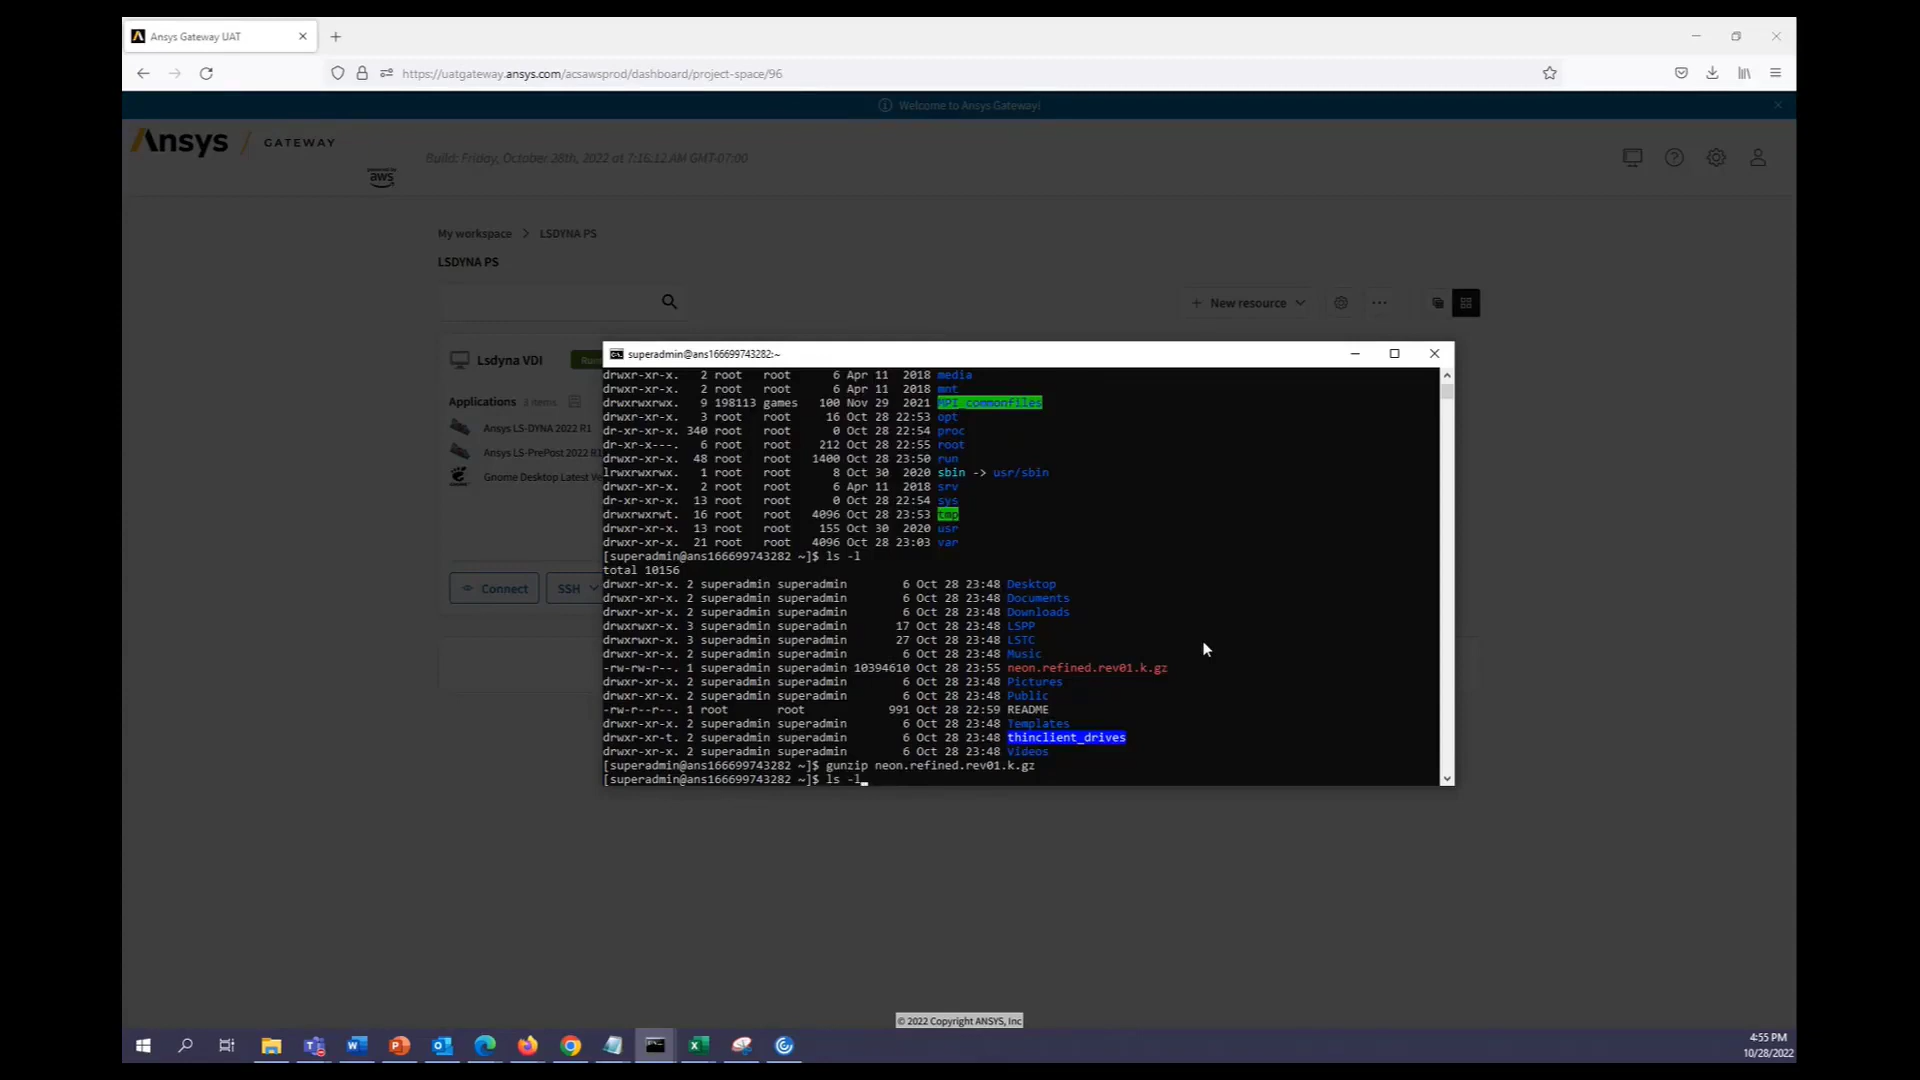 Ansys Gateway UAT
https://uatgateway.ansys.com/acsawsprod/dashboard/project-space/96
Welcome to Ansys Gateway!
Ansys / GATEWAY
powered by
aws
Build: Friday, October 28th, 2022 at 7:16:12 AM GMT-07:00
My workspace > LSDYNA PS
LSDYNA PS
+ New resource
Lsdyna VDI
Applications 3 items
Ansys LS-DYNA 2022 R1
Ansys LS-PrePost 2022 R1
Gnome Desktop Latest Ve
Connect
SSH
superadmin@ans166699743282:~
drwxr-xr-x. 2 root root 6 Apr 11 2018 media
drwxr-xr-x. 2 root root 6 Apr 11 2018 mnt
drwxrwxrwx. 9 198113 games 100 Nov 29 2021 MPI_commonfiles
drwxr-xr-x. 3 root root 16 Oct 28 22:53 opt
dr-xr-xr-x. 340 root root 0 Oct 28 22:54 proc
dr-xr-x---. 6 root root 212 Oct 28 22:55 root
drwxr-xr-x. 48 root root 1400 Oct 28 23:50 run
lrwxrwxrwx. 1 root root 8 Oct 30 2020 sbin -> usr/sbin
drwxr-xr-x. 2 root root 6 Apr 11 2018 srv
dr-xr-xr-x. 13 root root 0 Oct 28 22:54 sys
drwxrwxrwt. 16 root root 4096 Oct 28 23:53 tmp
drwxr-xr-x. 13 root root 155 Oct 30 2020 usr
drwxr-xr-x. 21 root root 4096 Oct 28 23:03 var
[superadmin@ans166699743282 ~]$ ls -l
total 10156
drwxr-xr-x. 2 superadmin superadmin 6 Oct 28 23:48 Desktop
drwxr-xr-x. 2 superadmin superadmin 6 Oct 28 23:48 Documents
drwxr-xr-x. 2 superadmin superadmin 6 Oct 28 23:48 Downloads
drwxrwxr-x. 3 superadmin superadmin 17 Oct 28 23:48 LSPP
drwxrwxr-x. 3 superadmin superadmin 27 Oct 28 23:48 LSTC
drwxr-xr-x. 2 superadmin superadmin 6 Oct 28 23:48 Music
-rw-rw-r--. 1 superadmin superadmin 10394610 Oct 28 23:55 neon.refined.rev01.k.gz
drwxr-xr-x. 2 superadmin superadmin 6 Oct 28 23:48 Pictures
drwxr-xr-x. 2 superadmin superadmin 6 Oct 28 23:48 Public
-rw-r--r--. 1 root root 991 Oct 28 22:59 README
drwxr-xr-x. 2 superadmin superadmin 6 Oct 28 23:48 Templates
drwxr-xr-t. 2 superadmin superadmin 6 Oct 28 23:48 thinclient_drives
drwxr-xr-x. 2 superadmin superadmin 6 Oct 28 23:48 Videos
[superadmin@ans166699743282 ~]$ gunzip neon.refined.rev01.k.gz
[superadmin@ans166699743282 ~]$ ls -l
© 2022 Copyright ANSYS, Inc
4:55 PM
10/28/2022